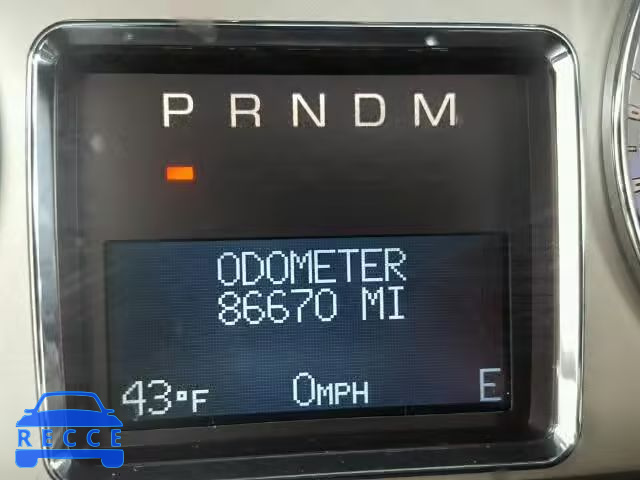 P R N D M
ODOMETER
86670 MI
43°F 0MPH E
RECCE